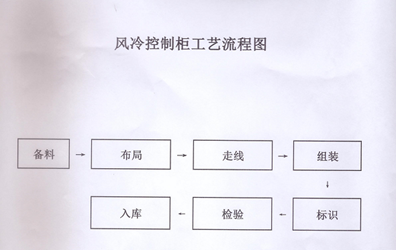 风冷控制柜工艺流程图
备料 → 布局 → 走线 → 组装
↓
入库 ← 检验 ← 标识